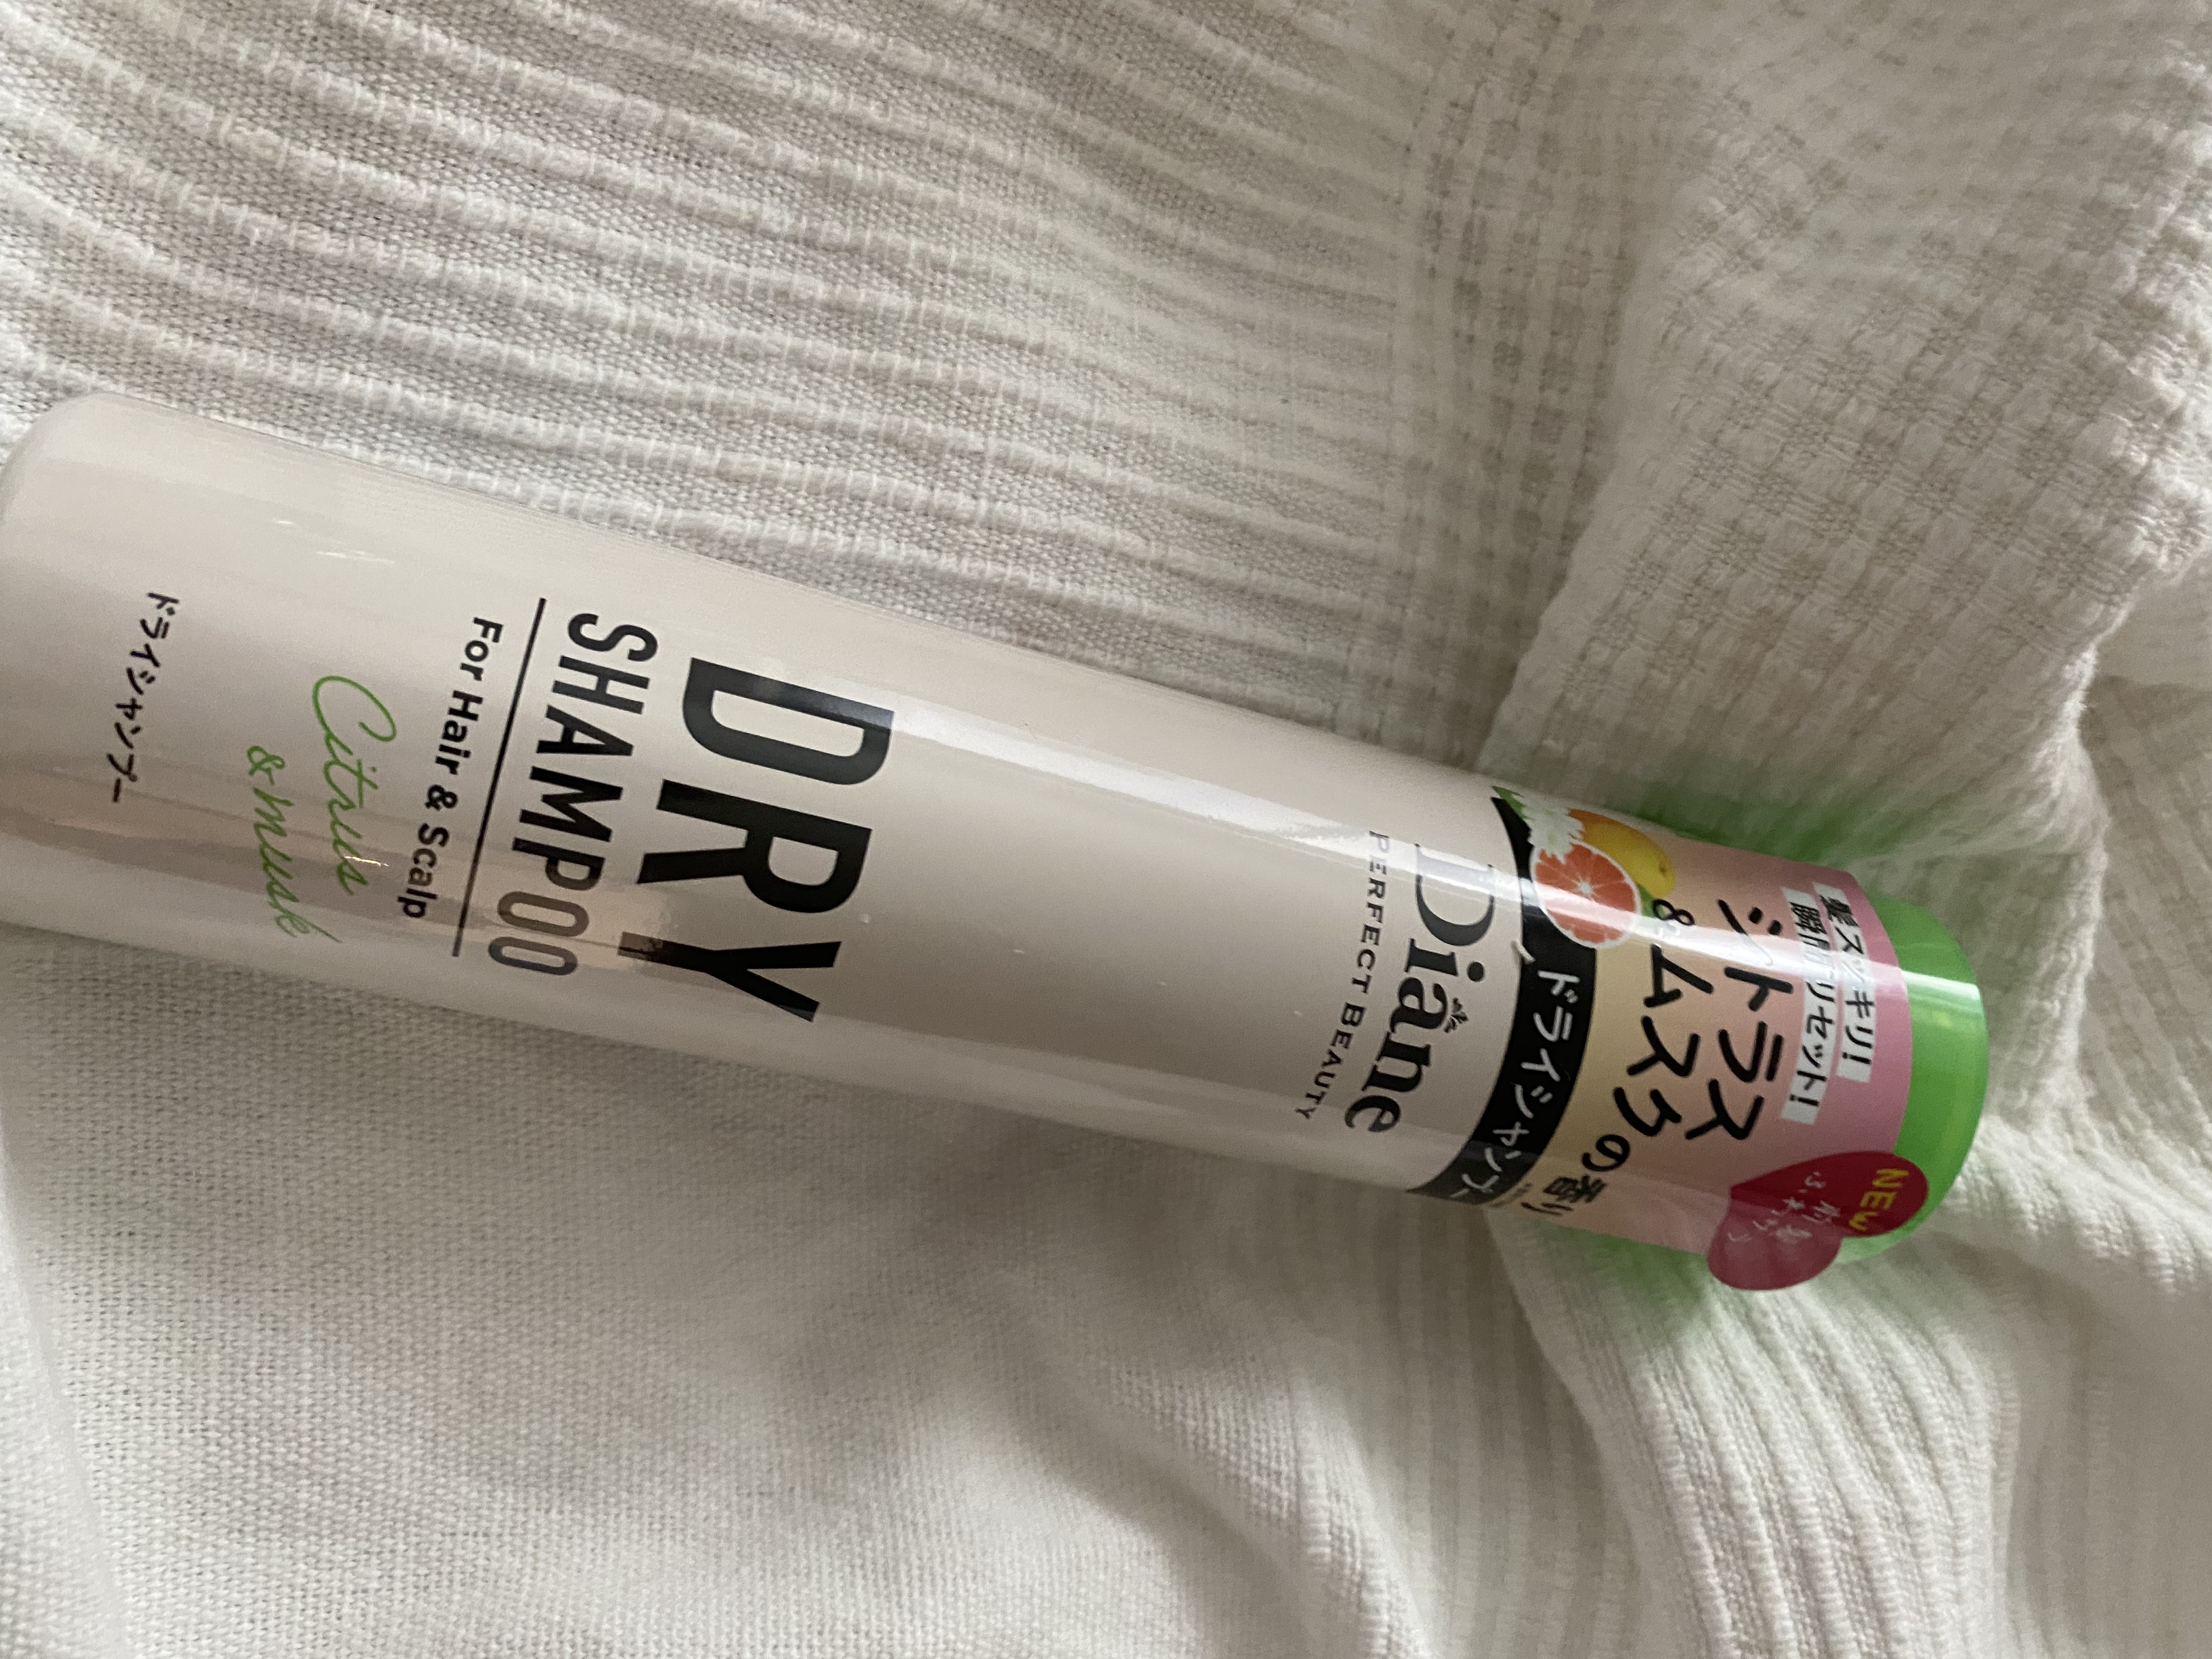 髪スッキリ!
瞬間リセット!
NEW
シトラス
&ムスク
の香り
ドライシャンプー
Diane
PERFECT BEAUTY
DRY
SHAMPOO
For Hair & Scalp
Citrus
& musk
ドライシャンプー